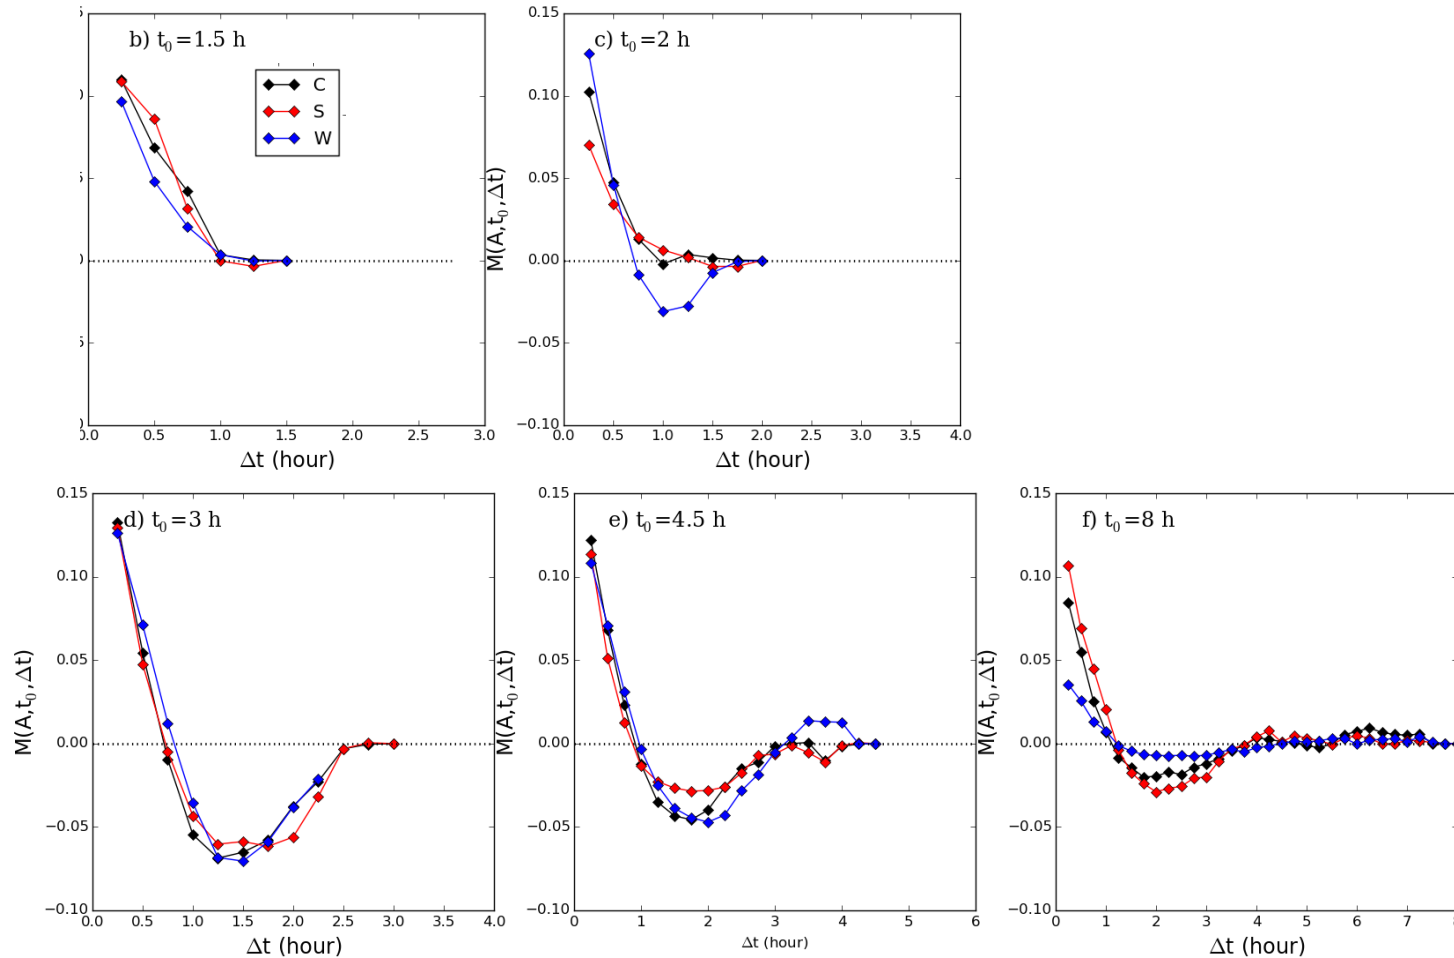 b) t₀=1.5 h
C
S
W
0.0 0.5 1.0 1.5 2.0 2.5 3.0
Δt (hour)
c) t₀=2 h
M(A,t₀,Δt)
0.15
0.10
0.05
0.00
−0.05
−0.10
0.0 0.5 1.0 1.5 2.0 2.5 3.0 3.5 4.0
Δt (hour)
d) t₀=3 h
M(A,t₀,Δt)
0.15
0.10
0.05
0.00
−0.05
−0.10
0.0 0.5 1.0 1.5 2.0 2.5 3.0 3.5 4.0
Δt (hour)
e) t₀=4.5 h
M(A,t₀,Δt)
0.15
0.10
0.05
0.00
−0.05
−0.10
0 1 2 3 4 5 6
Δt (hour)
f) t₀=8 h
M(A,t₀,Δt)
0.15
0.10
0.05
0.00
−0.05
−0.10
0 1 2 3 4 5 6 7 8
Δt (hour)